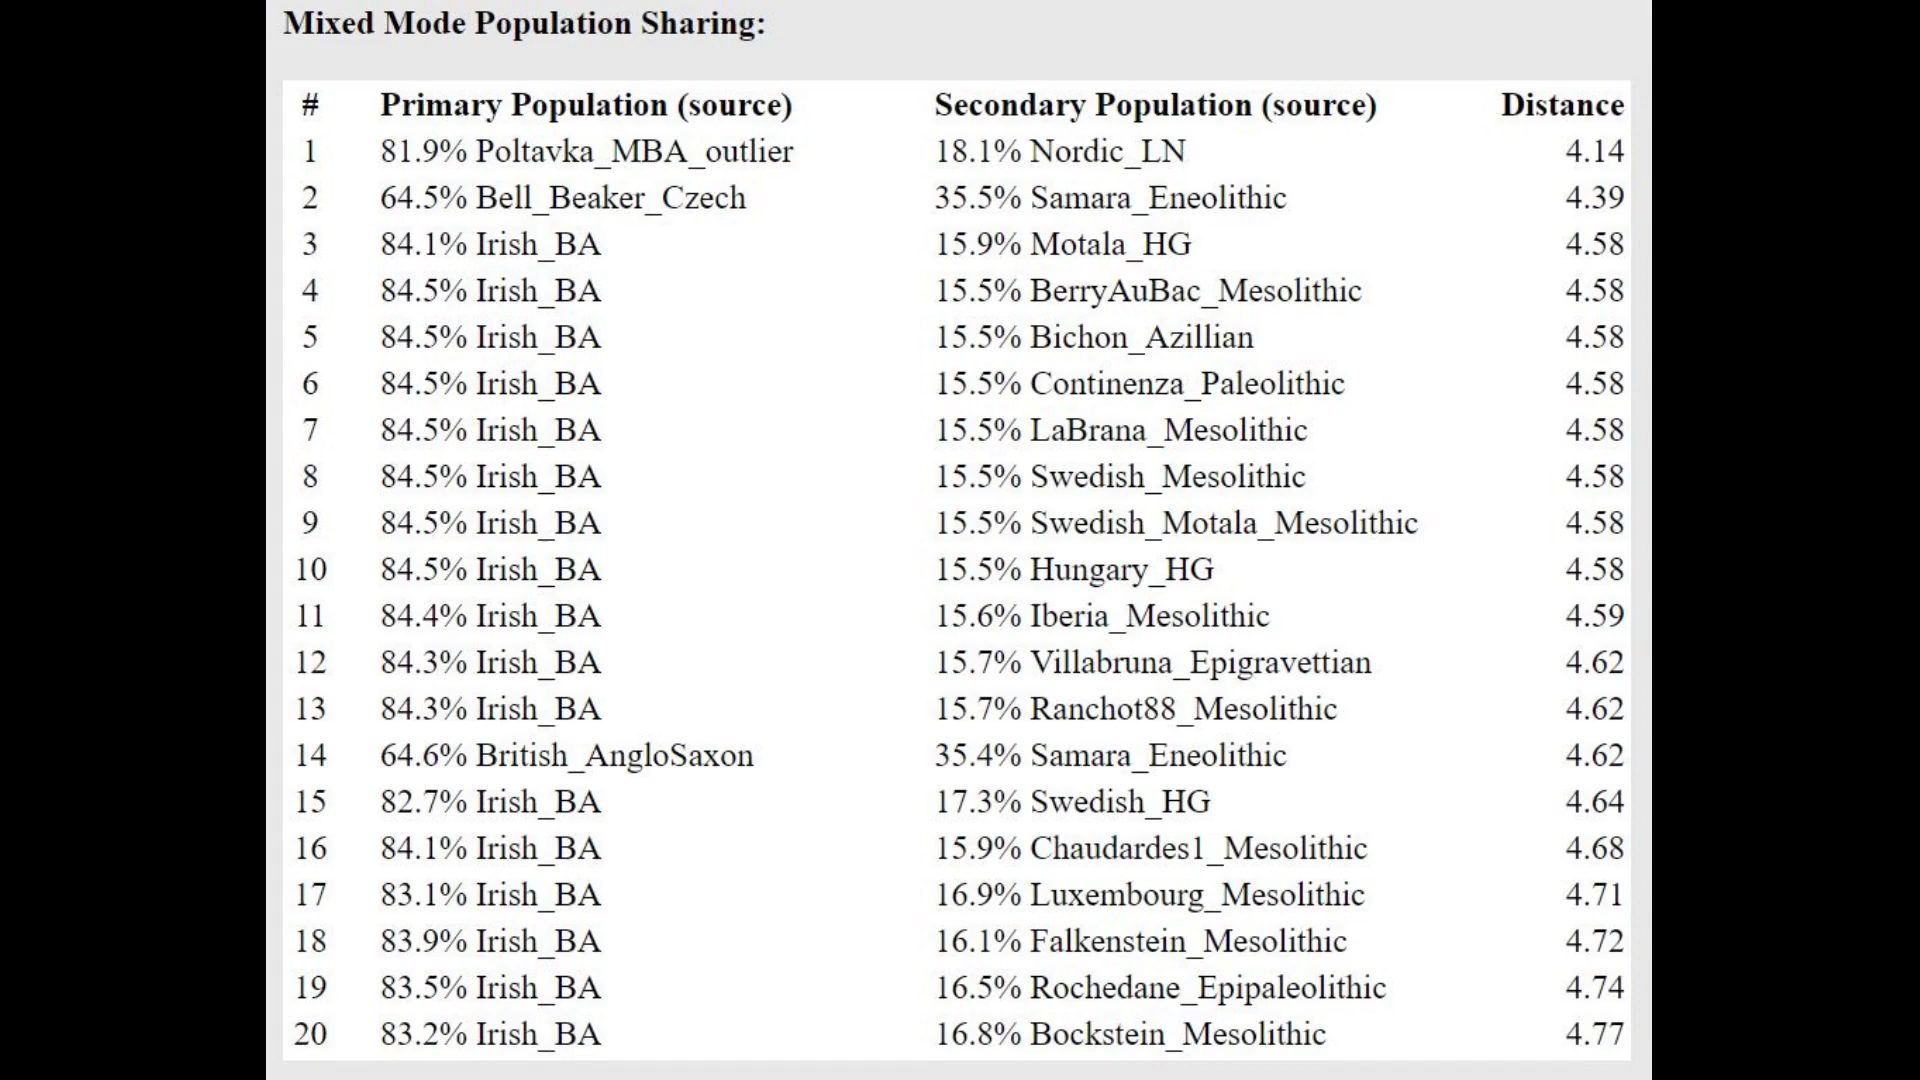 Mixed Mode Population Sharing:
# Primary Population (source) Secondary Population (source) Distance
1 81.9% Poltavka_MBA_outlier 18.1% Nordic_LN 4.14
2 64.5% Bell_Beaker_Czech 35.5% Samara_Eneolithic 4.39
3 84.1% Irish_BA 15.9% Motala_HG 4.58
4 84.5% Irish_BA 15.5% BerryAuBac_Mesolithic 4.58
5 84.5% Irish_BA 15.5% Bichon_Azillian 4.58
6 84.5% Irish_BA 15.5% Continenza_Paleolithic 4.58
7 84.5% Irish_BA 15.5% LaBrana_Mesolithic 4.58
8 84.5% Irish_BA 15.5% Swedish_Mesolithic 4.58
9 84.5% Irish_BA 15.5% Swedish_Motala_Mesolithic 4.58
10 84.5% Irish_BA 15.5% Hungary_HG 4.58
11 84.4% Irish_BA 15.6% Iberia_Mesolithic 4.59
12 84.3% Irish_BA 15.7% Villabruna_Epigravettian 4.62
13 84.3% Irish_BA 15.7% Ranchot88_Mesolithic 4.62
14 64.6% British_AngloSaxon 35.4% Samara_Eneolithic 4.62
15 82.7% Irish_BA 17.3% Swedish_HG 4.64
16 84.1% Irish_BA 15.9% Chaudardes1_Mesolithic 4.68
17 83.1% Irish_BA 16.9% Luxembourg_Mesolithic 4.71
18 83.9% Irish_BA 16.1% Falkenstein_Mesolithic 4.72
19 83.5% Irish_BA 16.5% Rochedane_Epipaleolithic 4.74
20 83.2% Irish_BA 16.8% Bockstein_Mesolithic 4.77